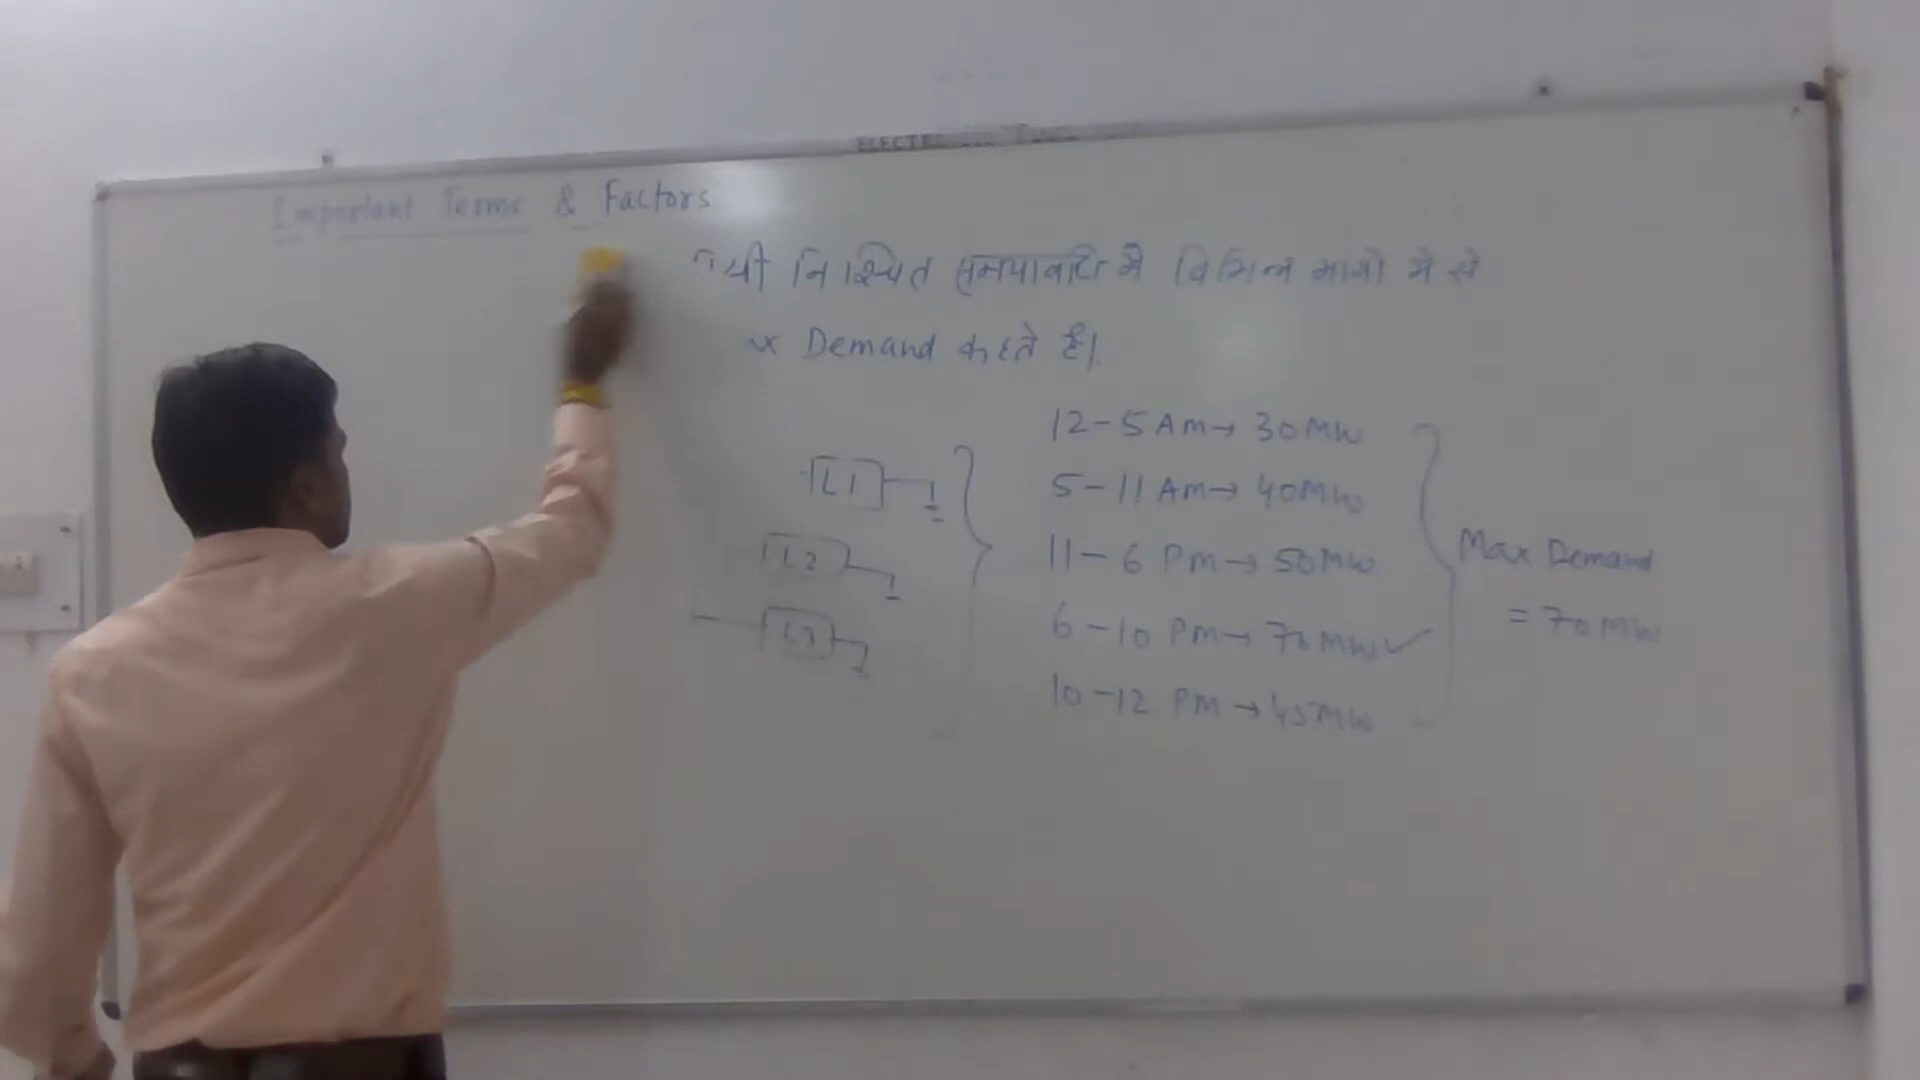 Important Terms & Factors
निश्चित समयावधि मे विभिन्न भागो मे से
x Demand कहते है।
L1
L2
L3
12-5 Am → 30MW
5-11 Am → 40MW
11-6 Pm → 50MW
6-10 Pm → 70MW ✓
10-12 Pm → 45MW
Max Demand
= 70MW